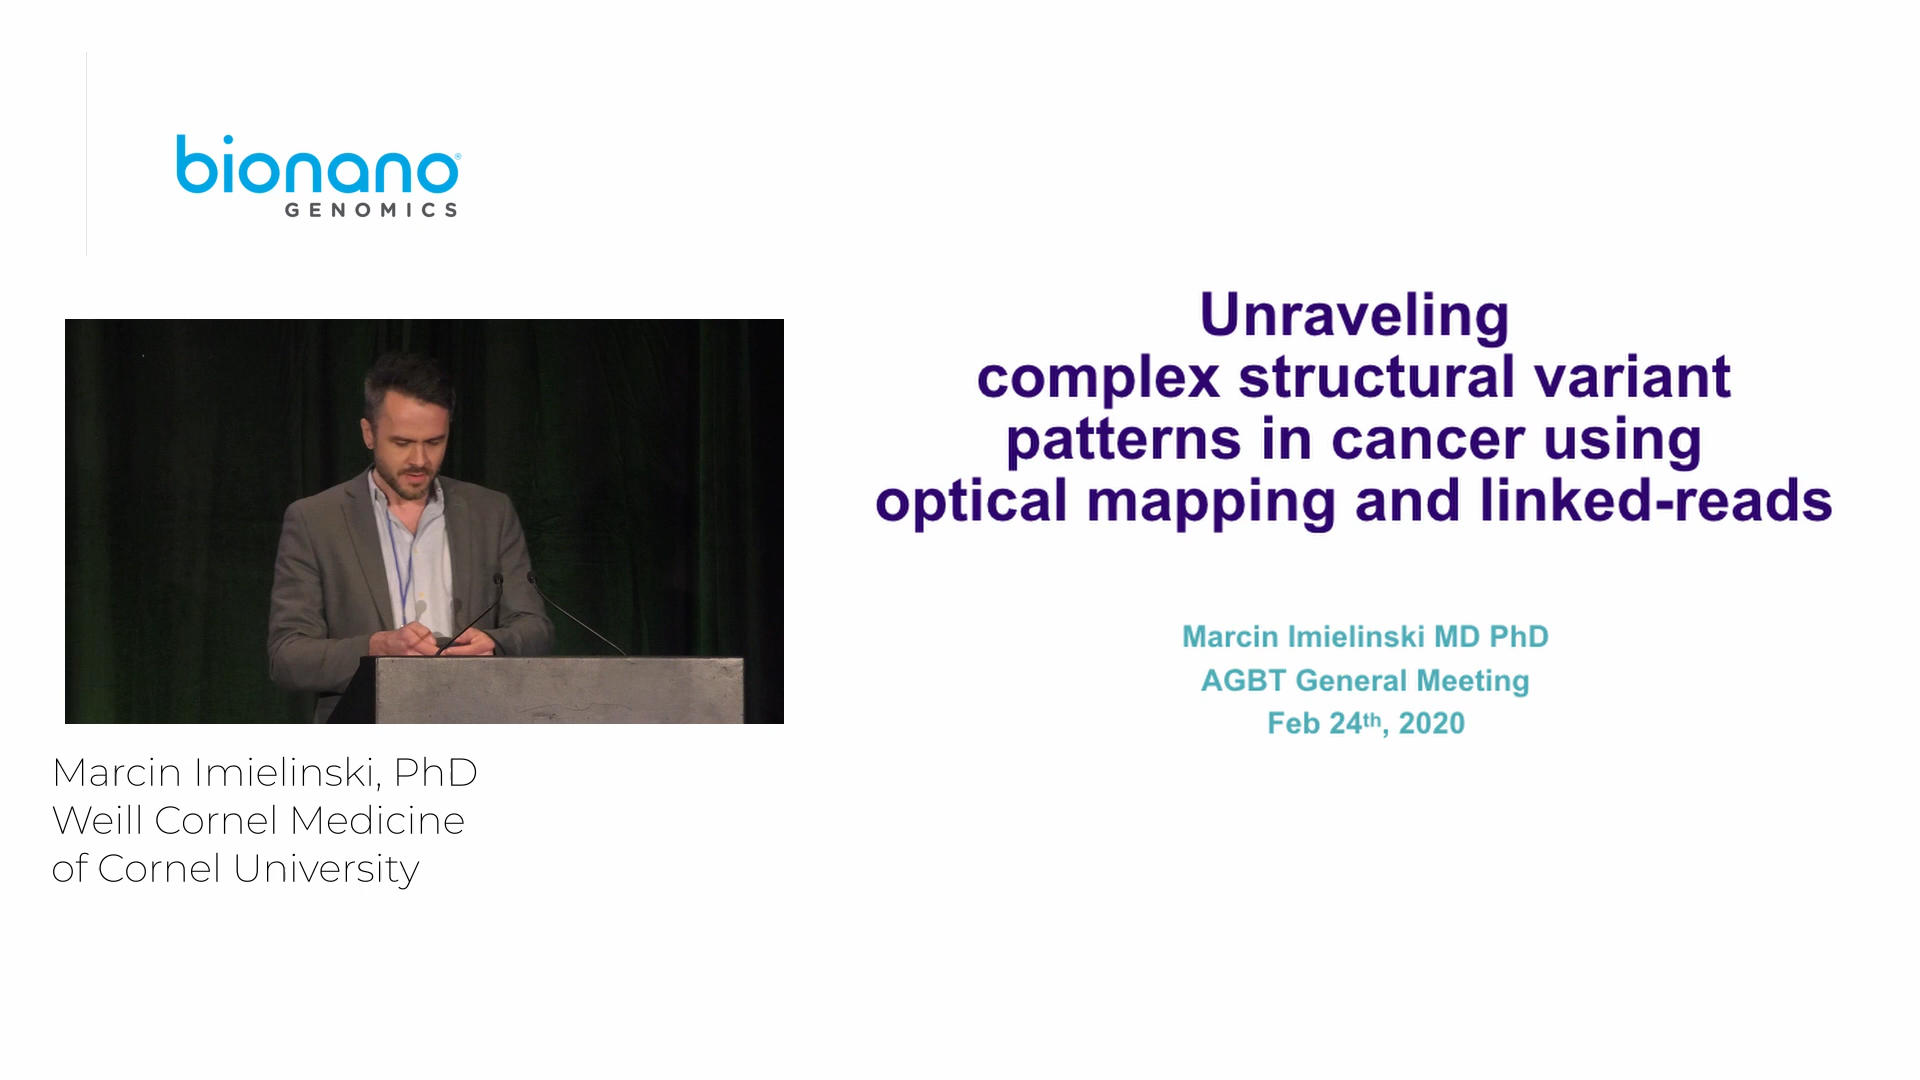 bionano®
GENOMICS
Unraveling
complex structural variant
patterns in cancer using
optical mapping and linked-reads
Marcin Imielinski MD PhD
AGBT General Meeting
Feb 24th, 2020
Marcin Imielinski, PhD
Weill Cornel Medicine
of Cornel University